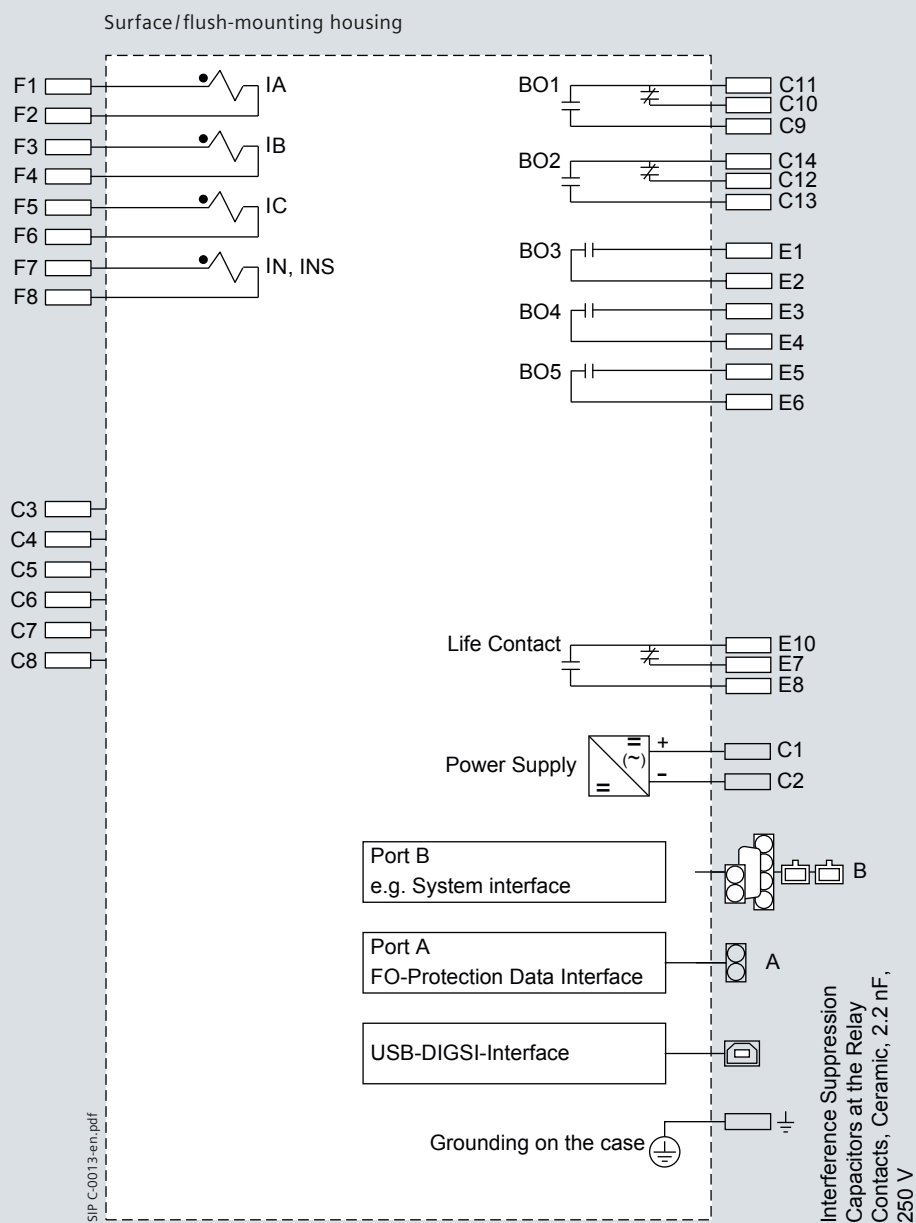 Surface/flush-mounting housing
F1
IA
F2
F3
IB
F4
F5
IC
F6
F7
IN, INS
F8
BO1
C11
C10
C9
BO2
C14
C12
C13
BO3
E1
E2
BO4
E3
E4
BO5
E5
E6
C3
C4
C5
C6
C7
C8
Life Contact
E10
E7
E8
Power Supply
= + 
(~)
= -
C1
C2
Port B
e.g. System interface
B
Port A
FO-Protection Data Interface
A
USB-DIGSI-Interface
Grounding on the case
Interference Suppression
Capacitors at the Relay
Contacts, Ceramic, 2.2 nF,
250 V
SIP C-0013-en.pdf